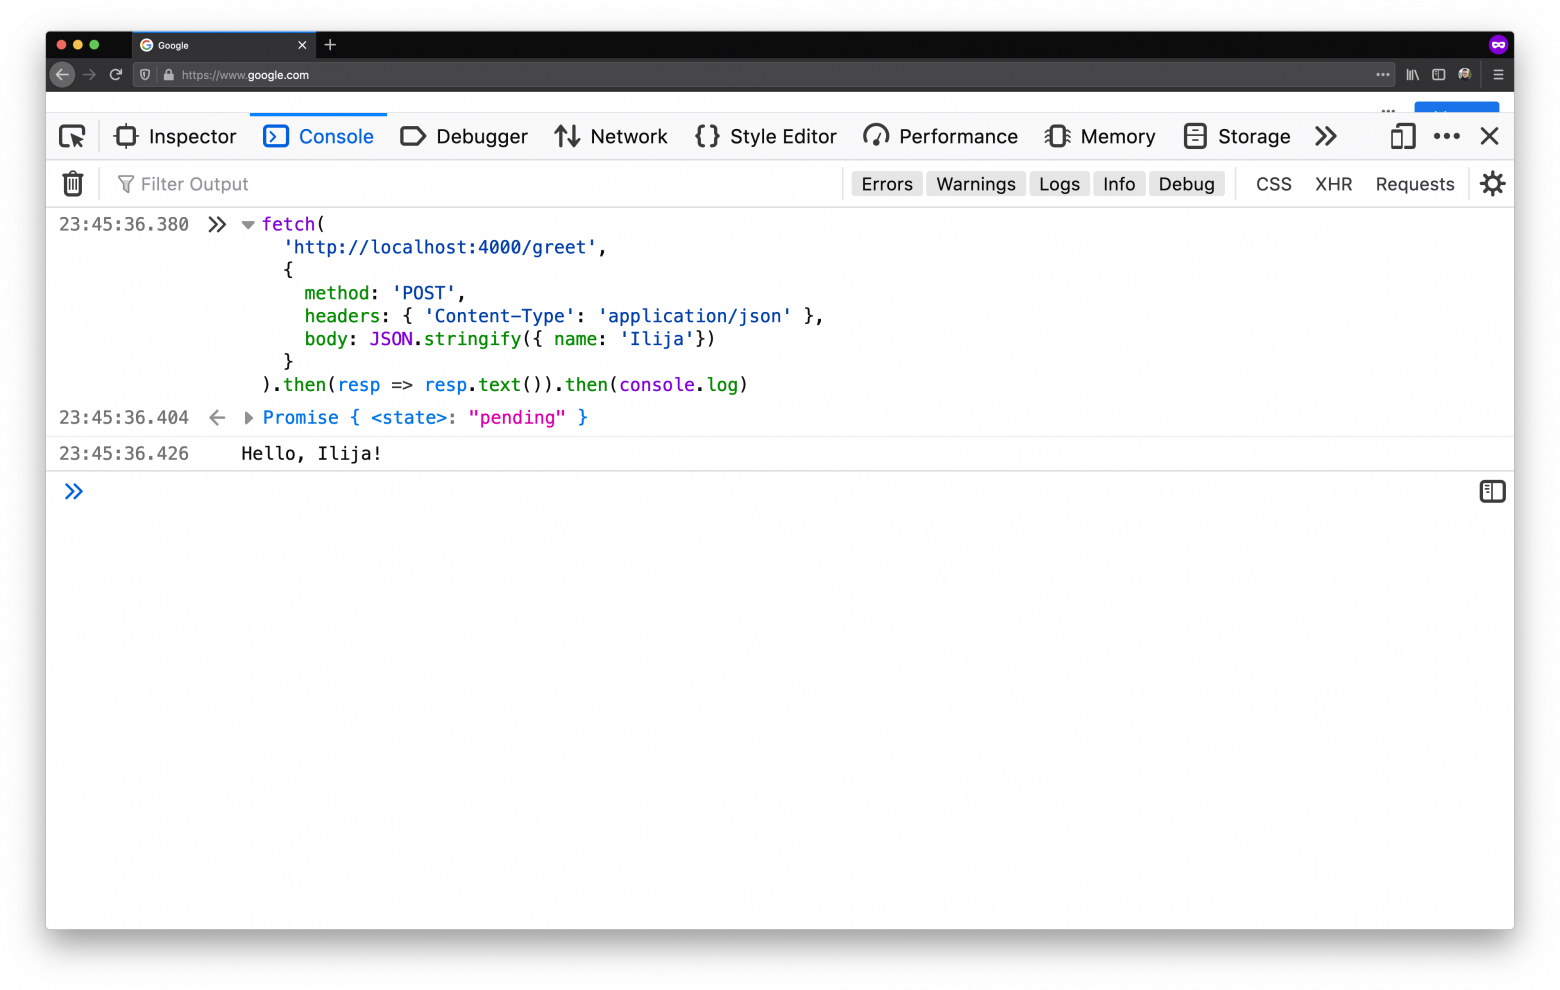 Google
https://www.google.com
Inspector Console Debugger Network Style Editor Performance Memory Storage
Filter Output Errors Warnings Logs Info Debug CSS XHR Requests
23:45:36.380 fetch(
'http://localhost:4000/greet',
{
method: 'POST',
headers: { 'Content-Type': 'application/json' },
body: JSON.stringify({ name: 'Ilija'})
}
).then(resp => resp.text()).then(console.log)
23:45:36.404 Promise { <state>: "pending" }
23:45:36.426 Hello, Ilija!